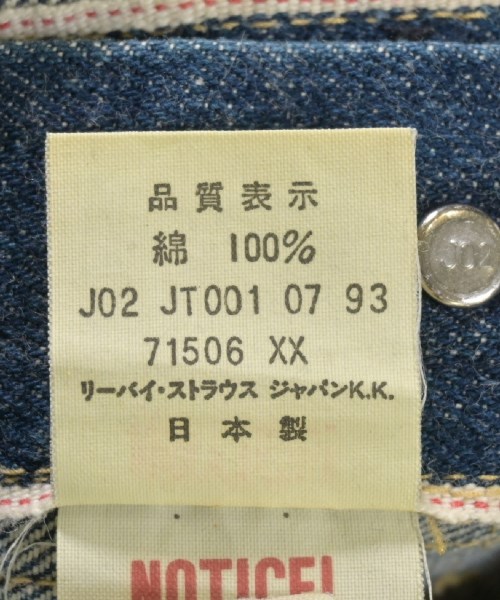 品質表示
綿 100%
J02 JT001 07 93
71506 XX
リーバイ・ストラウス ジャパンK.K.
日本製
J02
NOTICE!